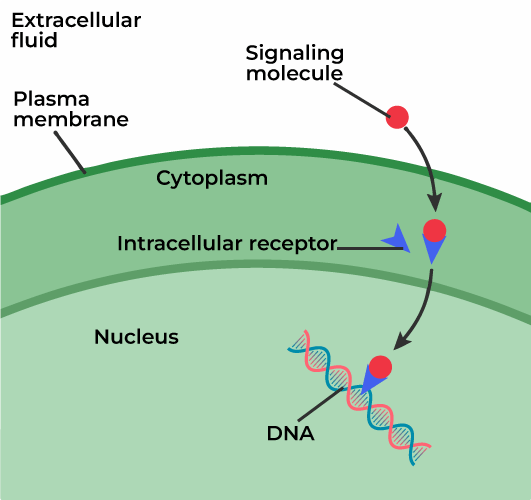 Extracellular
fluid
Signaling
molecule
Plasma
membrane
Cytoplasm
Intracellular receptor
Nucleus
DNA